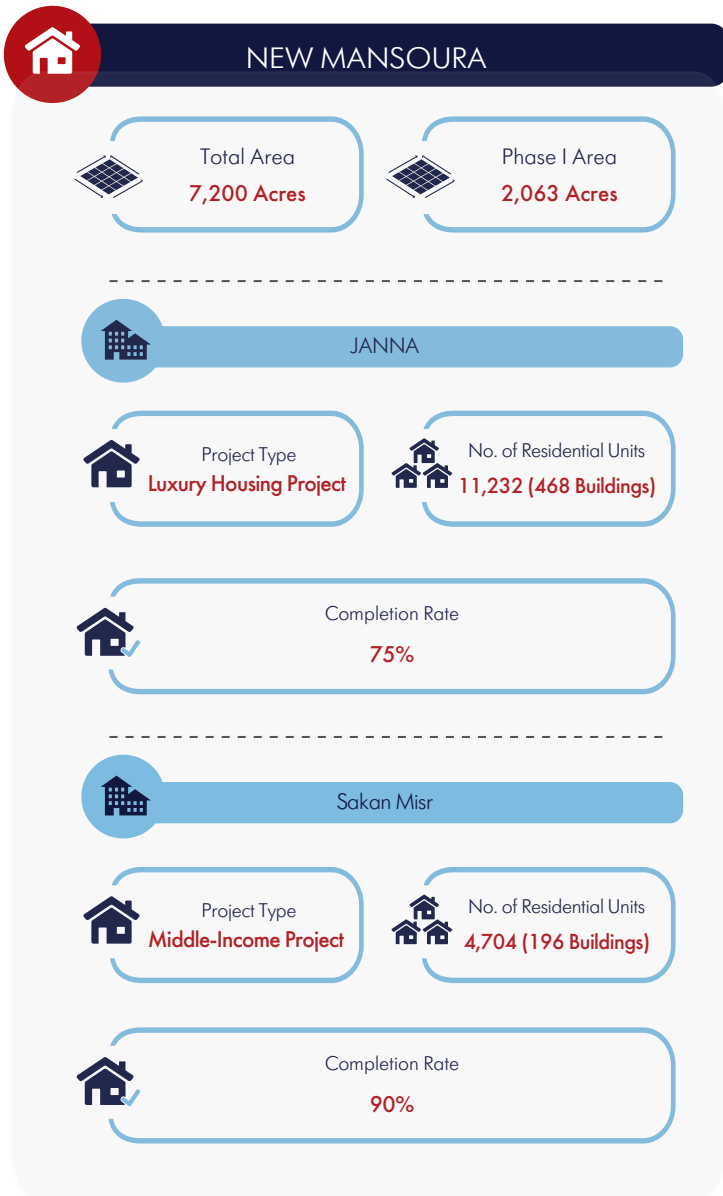 NEW MANSOURA
Total Area
7,200 Acres
Phase I Area
2,063 Acres
JANNA
Project Type
Luxury Housing Project
No. of Residential Units
11,232 (468 Buildings)
Completion Rate
75%
Sakan Misr
Project Type
Middle-Income Project
No. of Residential Units
4,704 (196 Buildings)
Completion Rate
90%